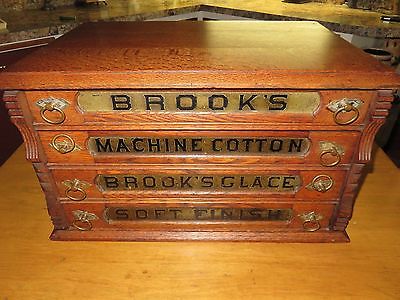 BROOK'S
MACHINE COTTON
BROOK'S GLACE
SOFT FINISH